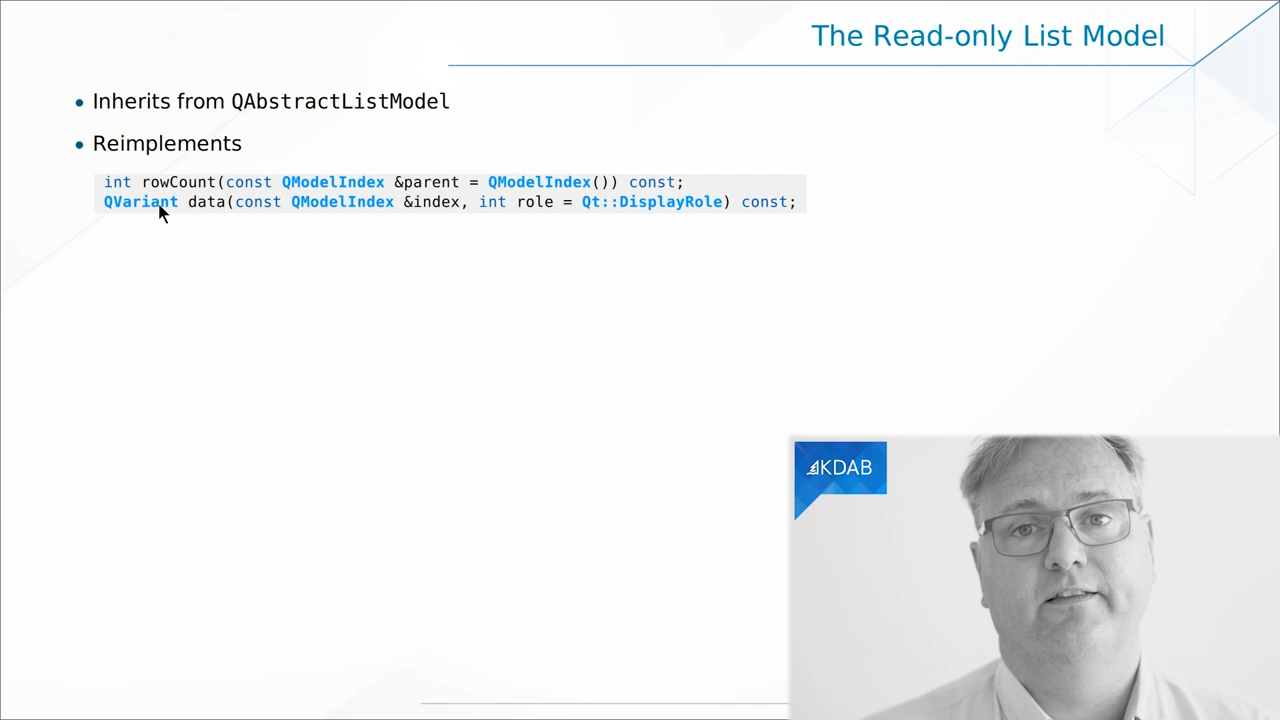 The Read-only List Model
• Inherits from QAbstractListModel
• Reimplements
int rowCount(const QModelIndex &parent = QModelIndex()) const;
QVariant data(const QModelIndex &index, int role = Qt::DisplayRole) const;
KDAB